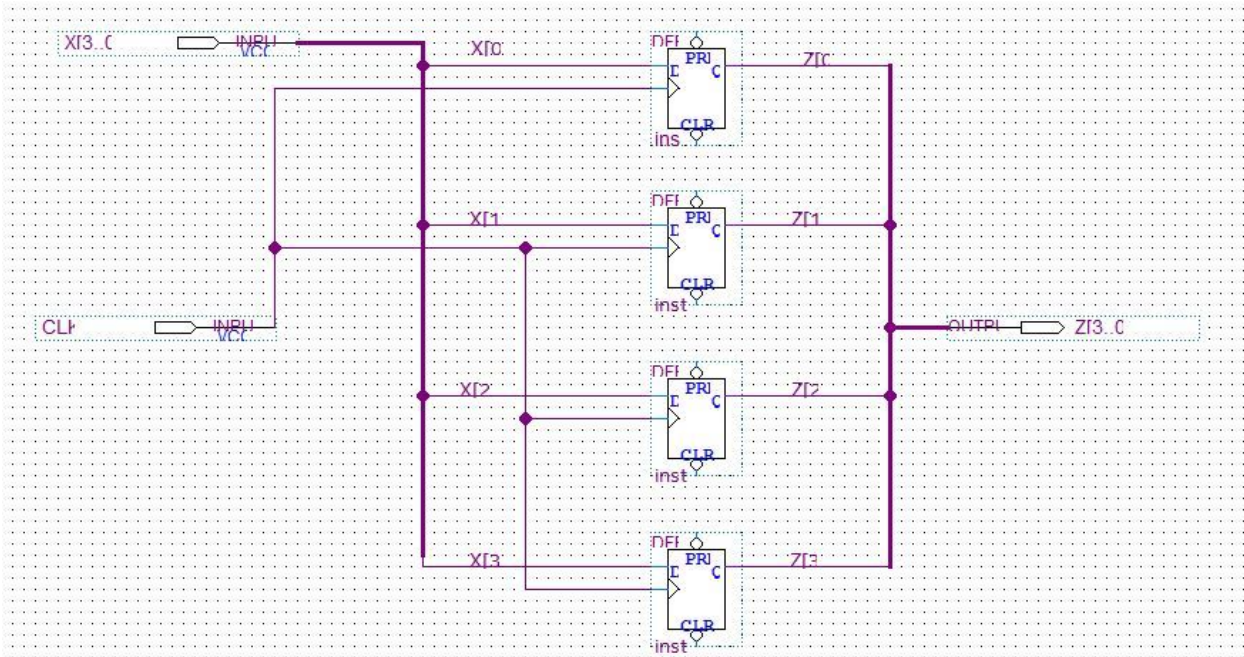 X[3..0
INPU
VCC
X[0
DFF
PRI
D
Q
CLR
ins
Z[0
X[1
DFF
PRI
D
Q
CLR
inst
Z[1
CLK
INPU
VCC
OUTPU
Z[3..0
X[2
DFF
PRI
D
Q
CLR
inst
Z[2
X[3
DFF
PRI
D
Q
CLR
inst
Z[3